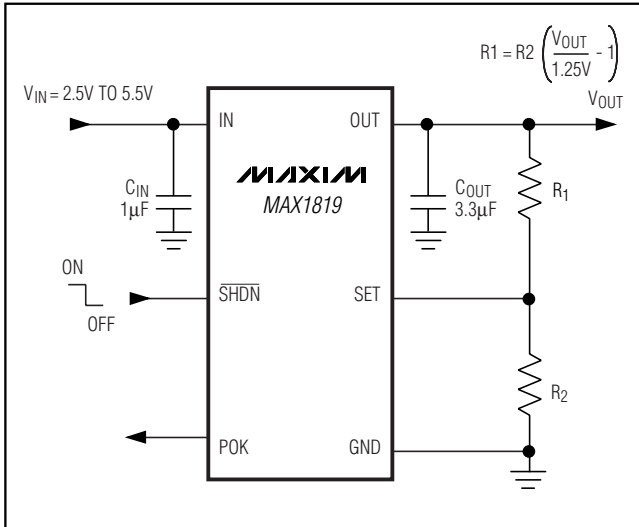 R1 = R2 ( VOUT / 1.25V - 1 )
VIN = 2.5V TO 5.5V
VOUT
IN
OUT
MAXIM
MAX1819
CIN
1µF
COUT
3.3µF
R1
ON
OFF
SHDN
SET
R2
POK
GND